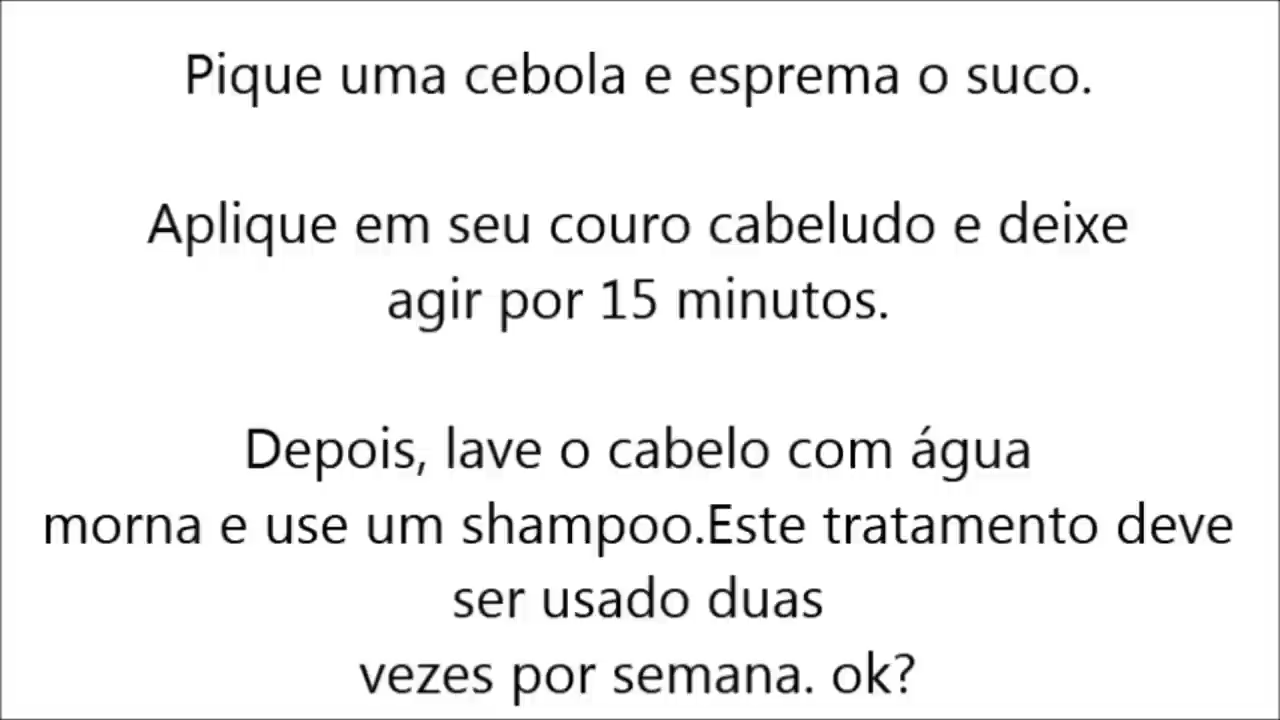 Pique uma cebola e esprema o suco.
Aplique em seu couro cabeludo e deixe
agir por 15 minutos.
Depois, lave o cabelo com água
morna e use um shampoo.Este tratamento deve
ser usado duas
vezes por semana. ok?